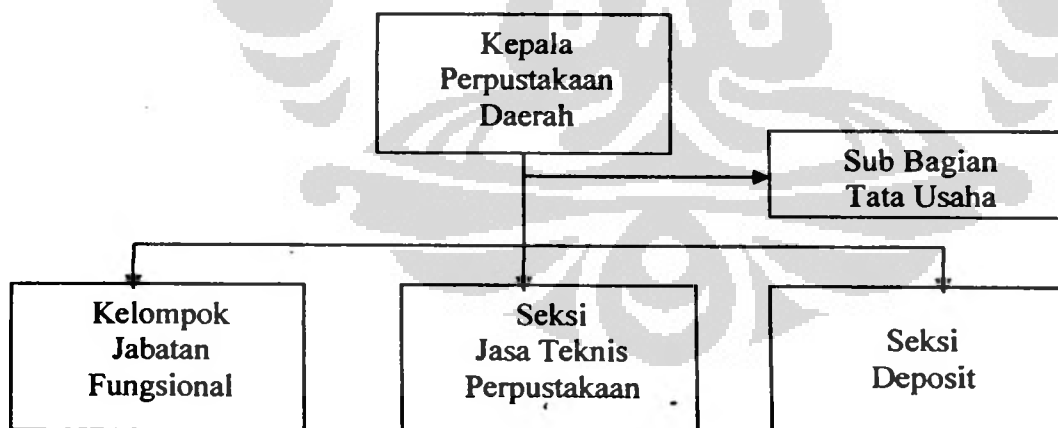 Kepala
Perpustakaan
Daerah
Sub Bagian
Tata Usaha
Kelompok
Jabatan
Fungsional
Seksi
Jasa Teknis
Perpustakaan
Seksi
Deposit